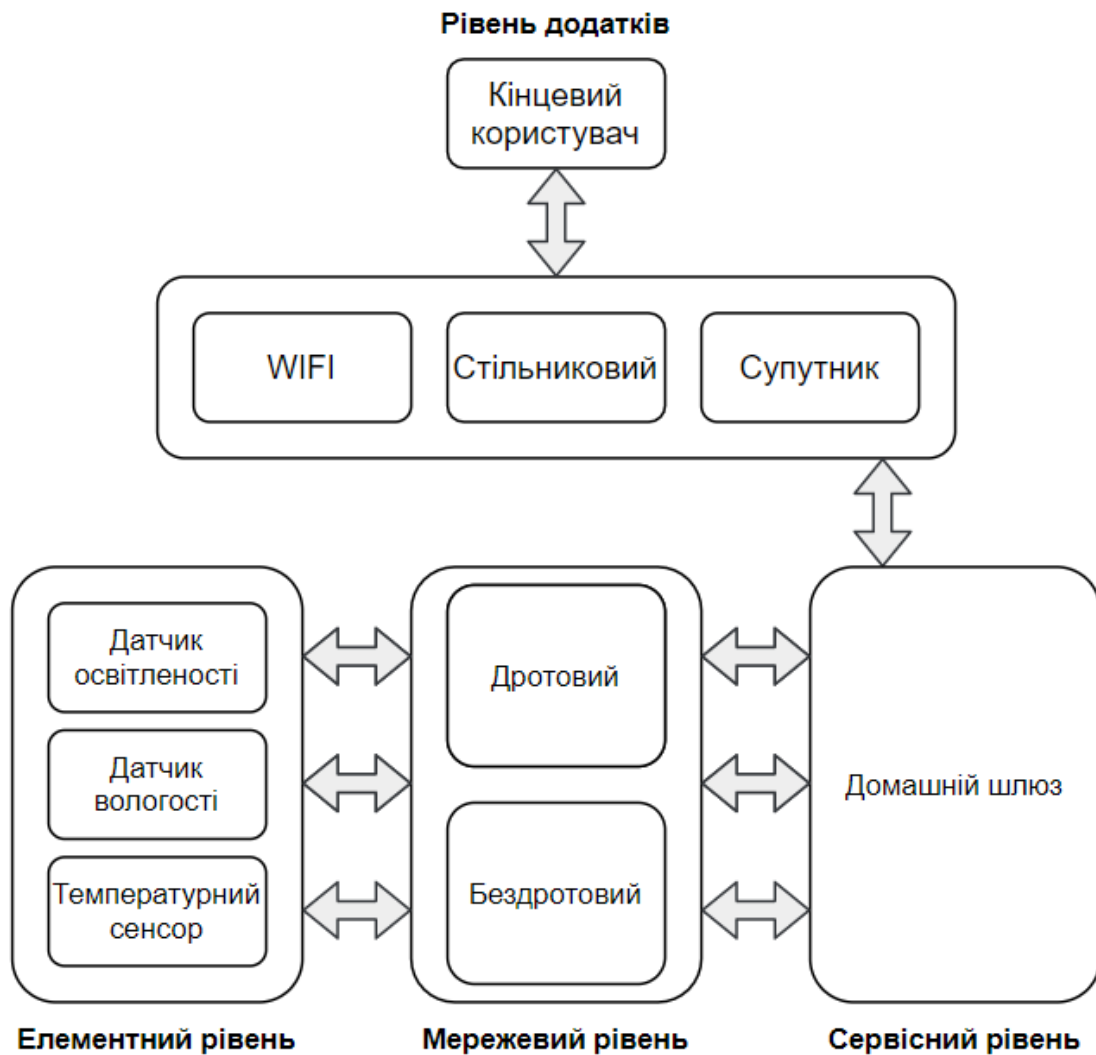 Рівень додатків
Кінцевий
користувач
WIFI
Стільниковий
Супутник
Датчик
освітленості
Датчик
вологості
Температурний
сенсор
Дротовий
Бездротовий
Домашній шлюз
Елементний рівень
Мережевий рівень
Сервісний рівень